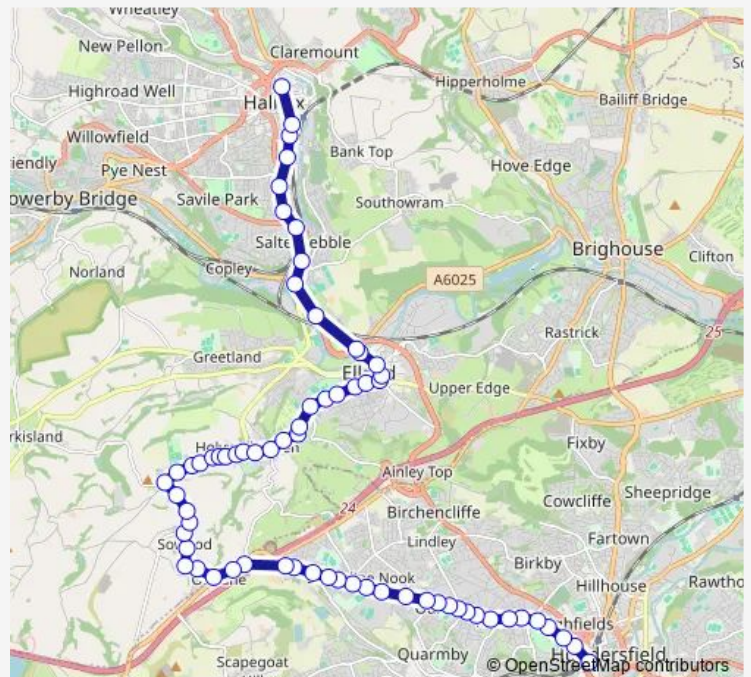 Wheatley
New Pellon
Claremount
Hipperholme
Highroad Well
Bailiff Bridge
Willowfield
Bank Top
Pye Nest
Hove Edge
owerby Bridge
Savile Park
Southowram
Brighouse
Clifton
Norland
Copley
A6025
Rastrick
25
Greetland
Upper Edge
rkisland
Fixby
Ainley Top
Sheepridge
24
Cowcliffe
Birchencliffe
Fartown
Lindley
Birkby
Hillhouse
Rawtho
Quarmby
Scapegoat
© OpenStreetMap contributors